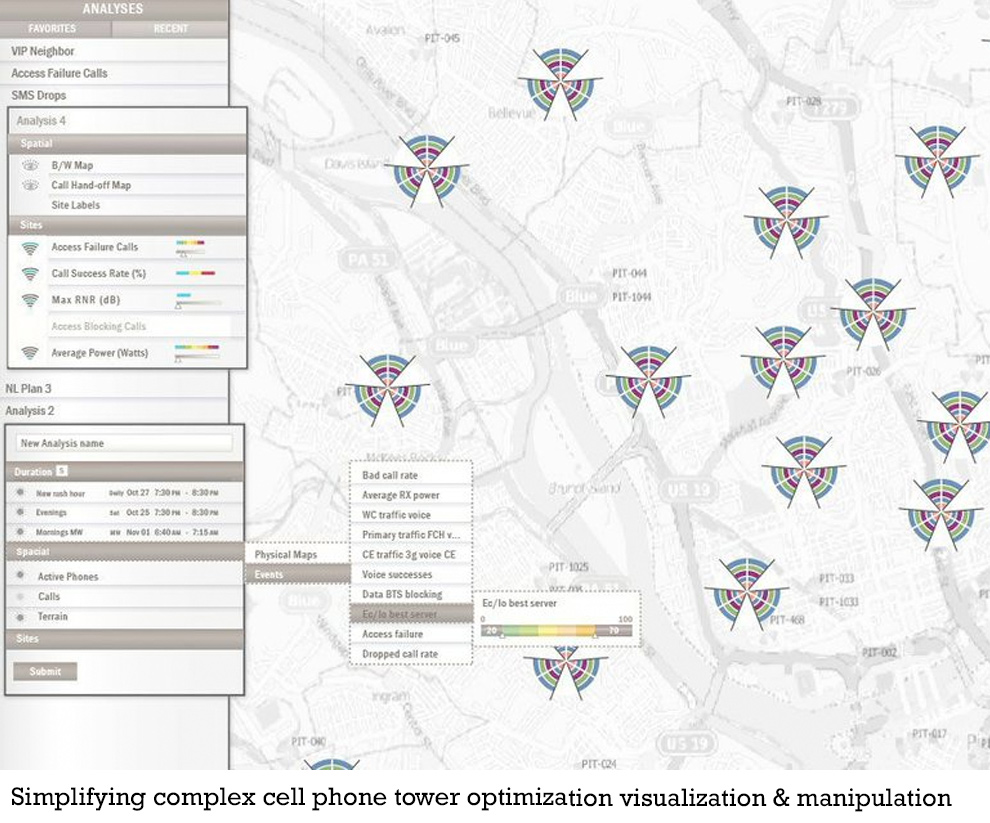 ANALYSES
FAVORITES RECENT
VIP Neighbor
Access Failure Calls
SMS Drops
Analysis 4
Spatial
B/W Map
Call Hand-off Map
Site Labels
Sites
Access Failure Calls
Call Success Rate (%)
Max RNR (dB)
Access Blocking Calls
Average Power (Watts)
NL Plan 3
Analysis 2
New Analysis name
Duration S
New rush hour Daily Oct 27 7:30 PM - 8:30 PM
Evenings Sat Oct 25 7:30 PM - 8:30 PM
Mornings MW MW Nov 01 6:40 AM - 7:15 AM
Spacial
Active Phones
Calls
Terrain
Sites
Submit
Physical Maps
Events
Bad call rate
Average RX power
WC traffic voice
Primary traffic FCH v...
CE traffic 3g voice CE
Voice successes
Data BTS blocking
Ec/Io best server
Access failure
Dropped call rate
Ec/Io best server
0 100
20 70
Avalon
PIT-045
Ohio River Blvd
Bellevue
Blue
PIT-028
I 279
Davis Island
PA 51
PIT-044
PIT-1044
Blue
Blue
PIT-026
Brunot Island
US 19
PIT-1025
PIT-033
PIT-1033
PIT-468
PIT-002
Ingram
US 19
PIT-040
PIT-024
PIT-017
Simplifying complex cell phone tower optimization visualization & manipulation